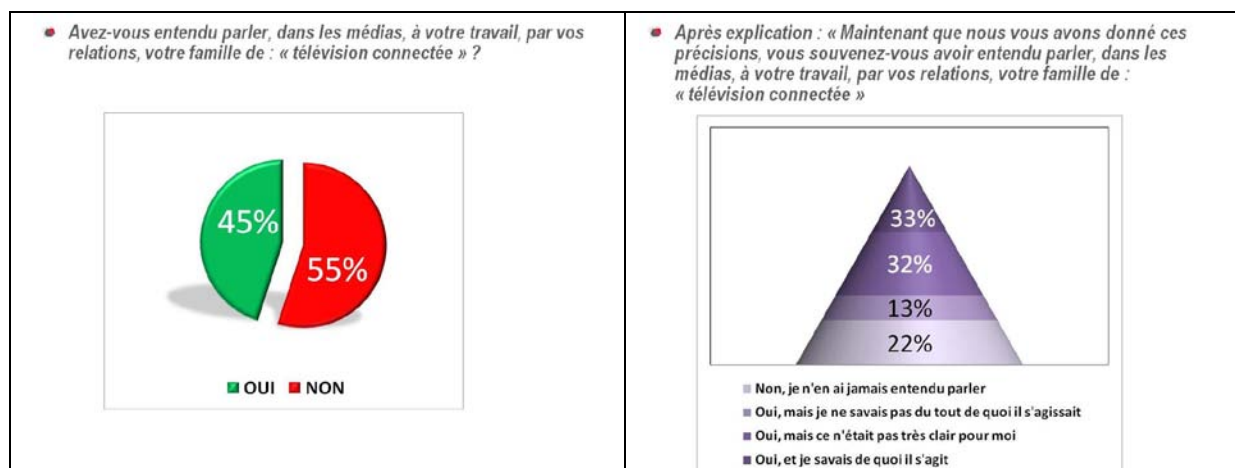 Avez-vous entendu parler, dans les médias, à votre travail, par vos
relations, votre famille de : « télévision connectée » ?
45%
55%
OUI NON
Après explication : « Maintenant que nous vous avons donné ces
précisions, vous souvenez-vous avoir entendu parler, dans les
médias, à votre travail, par vos relations, votre famille de :
« télévision connectée »
33%
32%
13%
22%
Non, je n'en ai jamais entendu parler
Oui, mais je ne savais pas du tout de quoi il s'agissait
Oui, mais ce n'était pas très clair pour moi
Oui, et je savais de quoi il s'agit